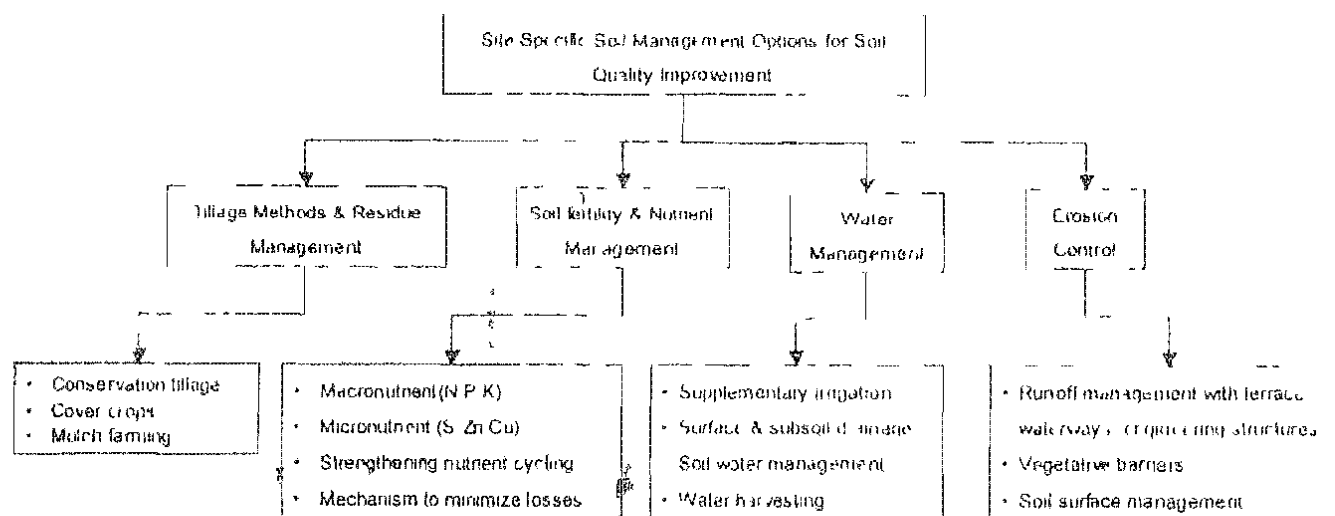 Site Specific Soil Management Options for Soil
Quality Improvement
Tillage Methods & Residue
Management
Soil fertility & Nutrient
Management
Water
Management
Erosion
Control
• Conservation tillage
• Cover crops
• Mulch farming
• Macronutrient (N P K)
• Micronutrient (S Zn Cu)
• Strengthening nutrient cycling
• Mechanism to minimize losses
• Supplementary irrigation
• Surface & subsoil drainage
Soil water management
• Water harvesting
• Runoff management with terrace
waterways engineering structures
• Vegetative barriers
• Soil surface management